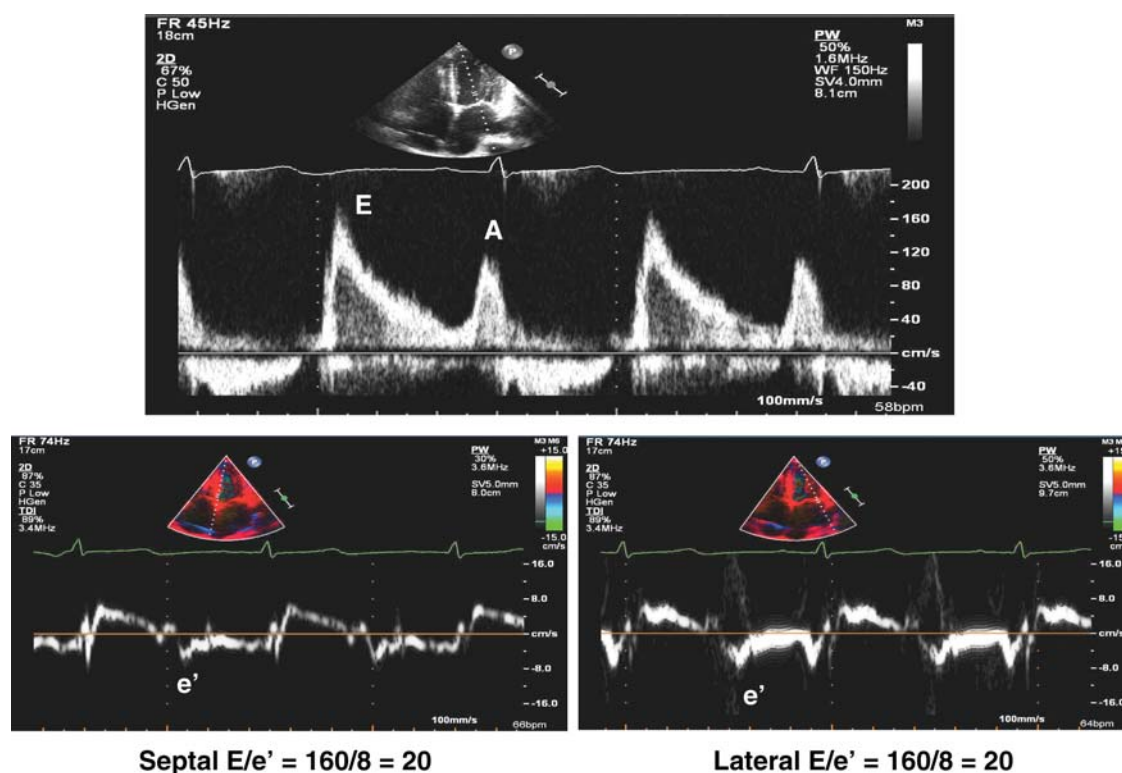 FR 45Hz
18cm
2D
67%
C 50
P Low
HGen
P
M3
PW
50%
1.6MHz
WF 150Hz
SV4.0mm
8.1cm
E
A
200
160
120
80
40
cm/s
-40
100mm/s
58bpm
FR 74Hz
17cm
2D
87%
C 35
P Low
HGen
TDI
89%
3.4MHz
P
PW
30%
3.6MHz
SV5.0mm
8.0cm
M3 M6
+15.0
-15.0
cm/s
16.0
8.0
cm/s
-8.0
-16.0
e’
100mm/s
66bpm
FR 74Hz
17cm
2D
87%
C 35
P Low
HGen
TDI
89%
3.4MHz
P
PW
50%
3.6MHz
SV5.0mm
9.7cm
+15
-15.
cm/s
16.0
8.0
cm/s
-8.0
-16.0
e’
100mm/s
64bpm
Septal E/e’ = 160/8 = 20
Lateral E/e’ = 160/8 = 20